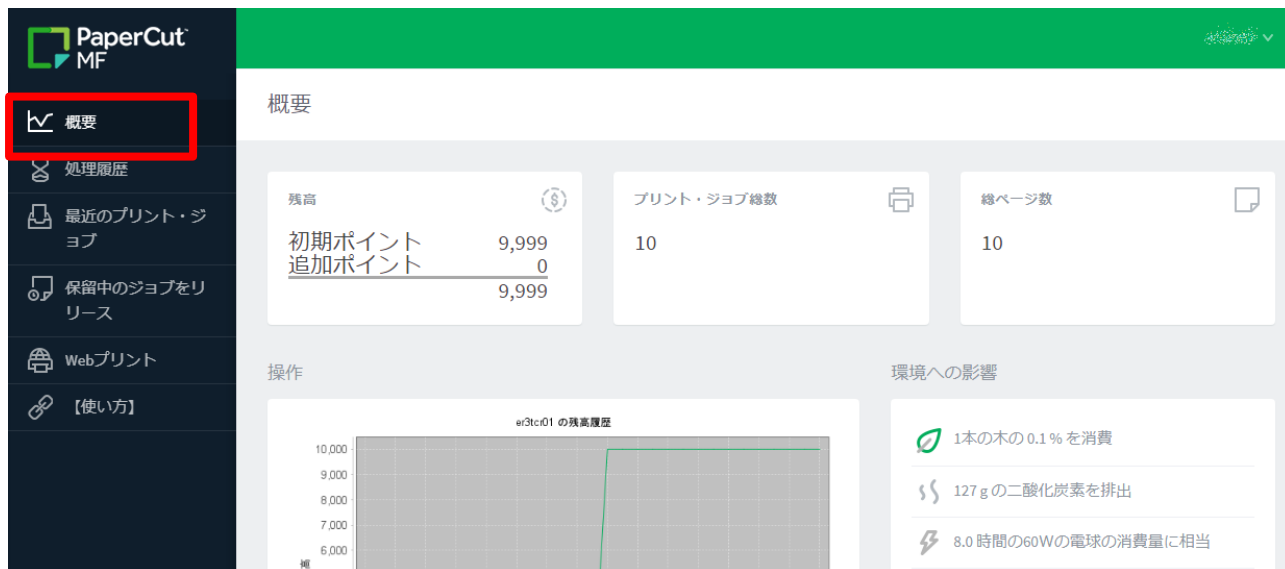 PaperCut
MF
概要
処理履歴
最近のプリント・ジ
ョブ
保留中のジョブをリ
リース
Webプリント
【使い方】
概要
残高
初期ポイント 9,999
追加ポイント 0
9,999
プリント・ジョブ総数
10
総ページ数
10
操作
er3tcr01 の残高履歴
10,000
9,000
8,000
7,000
6,000
高
環境への影響
1本の木の 0.1 % を消費
127 g の二酸化炭素を排出
8.0 時間の60Wの電球の消費量に相当